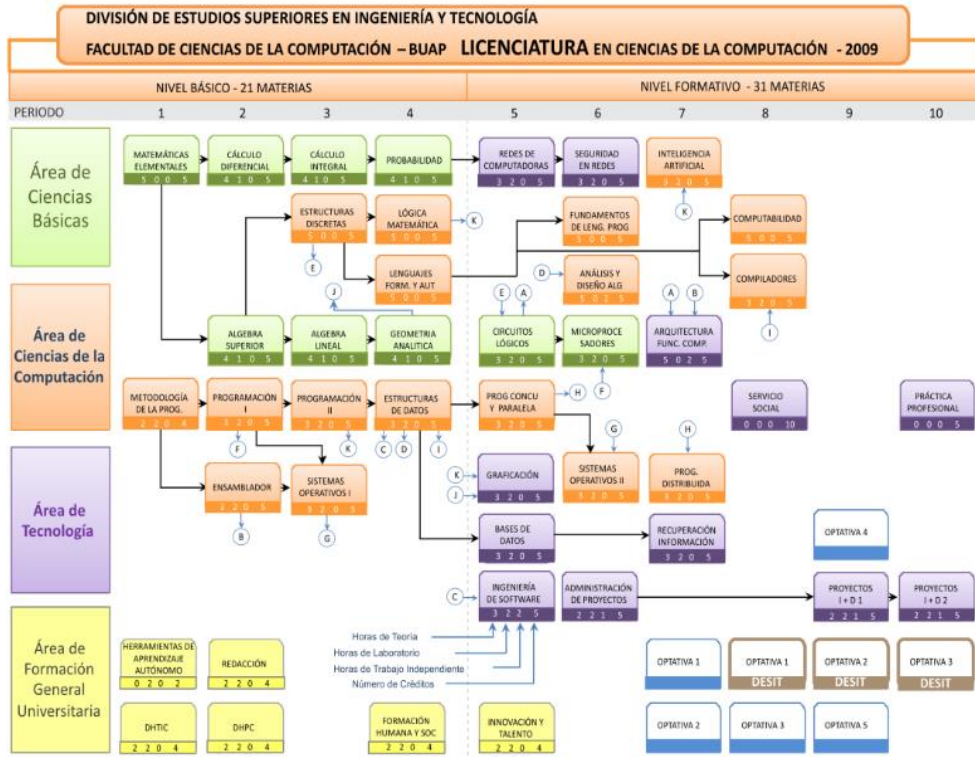 DIVISIÓN DE ESTUDIOS SUPERIORES EN INGENIERÍA Y TECNOLOGÍA
FACULTAD DE CIENCIAS DE LA COMPUTACIÓN – BUAP LICENCIATURA EN CIENCIAS DE LA COMPUTACIÓN - 2009
NIVEL BÁSICO - 21 MATERIAS
NIVEL FORMATIVO - 31 MATERIAS
PERIODO 1 2 3 4 5 6 7 8 9 10
Área de
Ciencias
Básicas
MATEMÁTICAS
ELEMENTALES
5 0 0 5
CÁLCULO
DIFERENCIAL
4 1 0 5
CÁLCULO
INTEGRAL
4 1 0 5
PROBABILIDAD
4 1 0 5
REDES DE
COMPUTADORAS
3 2 0 5
SEGURIDAD
EN REDES
3 2 0 5
INTELIGENCIA
ARTIFICIAL
3 2 0 5
K
ESTRUCTURAS
DISCRETAS
5 0 0 5
E
LÓGICA
MATEMÁTICA
5 0 0 5
K
FUNDAMENTOS
DE LENG. PROG
5 0 0 5
COMPUTABILIDAD
5 0 0 5
LENGUAJES
FORM. Y AUT
5 0 0 5
D
ANÁLISIS Y
DISEÑO ALG
5 0 2 5
COMPILADORES
3 2 0 5
I
Área de
Ciencias de la
Computación
ALGEBRA
SUPERIOR
4 1 0 5
ALGEBRA
LINEAL
4 1 0 5
J
GEOMETRIA
ANALITICA
4 1 0 5
E A
CIRCUITOS
LÓGICOS
3 2 0 5
MICROPROCE
SADORES
3 2 0 5
F
A B
ARQUITECTURA
FUNC. COMP.
5 0 2 5
METODOLOGÍA
DE LA PROG.
2 2 0 4
PROGRAMACIÓN
I
3 2 0 5
F
PROGRAMACIÓN
II
3 2 0 5
K
ESTRUCTURAS
DE DATOS
3 2 0 5
C D I
PROG CONCU
Y PARALELA
3 2 0 5
H
SERVICIO
SOCIAL
0 0 0 10
PRÁCTICA
PROFESIONAL
0 0 0 5
Área de
Tecnología
ENSAMBLADOR
3 2 0 5
B
SISTEMAS
OPERATIVOS I
3 2 0 5
G
K
J
GRAFICACIÓN
3 2 0 5
G
SISTEMAS
OPERATIVOS II
3 2 0 5
H
PROG.
DISTRIBUIDA
3 2 0 5
BASES DE
DATOS
3 2 0 5
RECUPERACIÓN
INFORMACIÓN
3 2 0 5
OPTATIVA 4
C
INGENIERÍA
DE SOFTWARE
3 2 2 5
ADMINISTRACIÓN
DE PROYECTOS
2 2 1 5
PROYECTOS
I + D 1
2 2 1 5
PROYECTOS
I + D 2
2 2 1 5
Horas de Teoría
Horas de Laboratorio
Horas de Trabajo Independiente
Número de Créditos
Área de
Formación
General
Universitaria
HERRAMIENTAS DE
APRENDIZAJE
AUTÓNOMO
0 2 0 2
REDACCIÓN
2 2 0 4
OPTATIVA 1
OPTATIVA 1
DESIT
OPTATIVA 2
DESIT
OPTATIVA 3
DESIT
DHTIC
2 2 0 4
DHPC
2 2 0 4
FORMACIÓN
HUMANA Y SOC
2 2 0 4
INNOVACIÓN Y
TALENTO
2 2 0 4
OPTATIVA 2
OPTATIVA 3
OPTATIVA 5